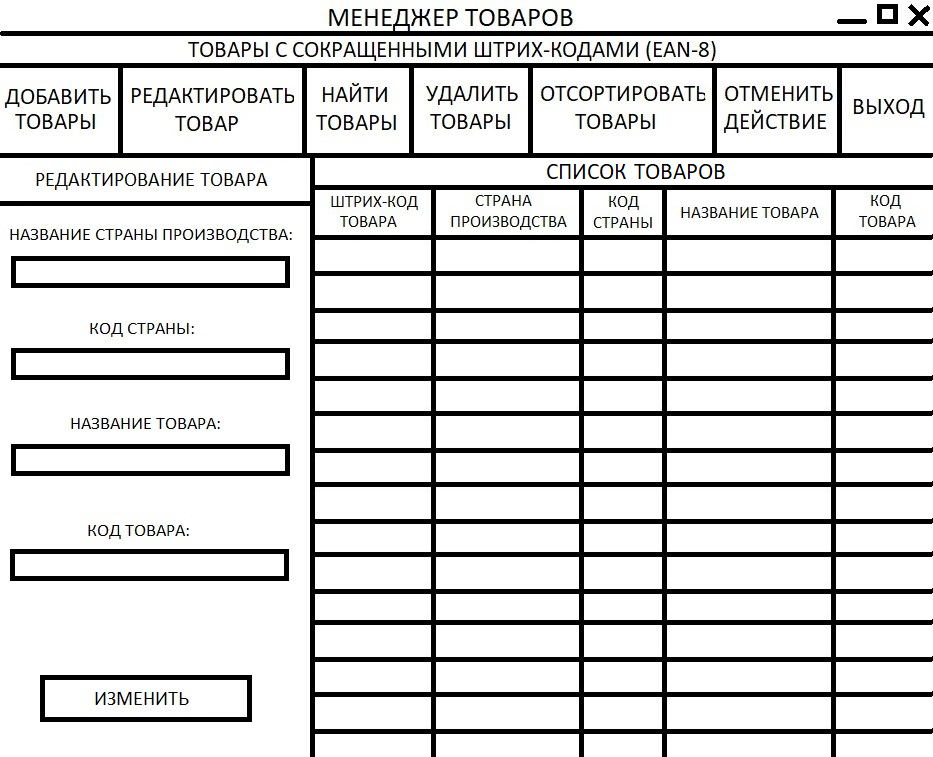 МЕНЕДЖЕР ТОВАРОВ
ТОВАРЫ С СОКРАЩЕННЫМИ ШТРИХ-КОДАМИ (EAN-8)
ДОБАВИТЬ
ТОВАРЫ
РЕДАКТИРОВАТЬ
ТОВАР
НАЙТИ
ТОВАРЫ
УДАЛИТЬ
ТОВАРЫ
ОТСОРТИРОВАТЬ
ТОВАРЫ
ОТМЕНИТЬ
ДЕЙСТВИЕ
ВЫХОД
РЕДАКТИРОВАНИЕ ТОВАРА
НАЗВАНИЕ СТРАНЫ ПРОИЗВОДСТВА:
КОД СТРАНЫ:
НАЗВАНИЕ ТОВАРА:
КОД ТОВАРА:
ИЗМЕНИТЬ
СПИСОК ТОВАРОВ
ШТРИХ-КОД
ТОВАРА
СТРАНА
ПРОИЗВОДСТВА
КОД
СТРАНЫ
НАЗВАНИЕ ТОВАРА
КОД
ТОВАРА